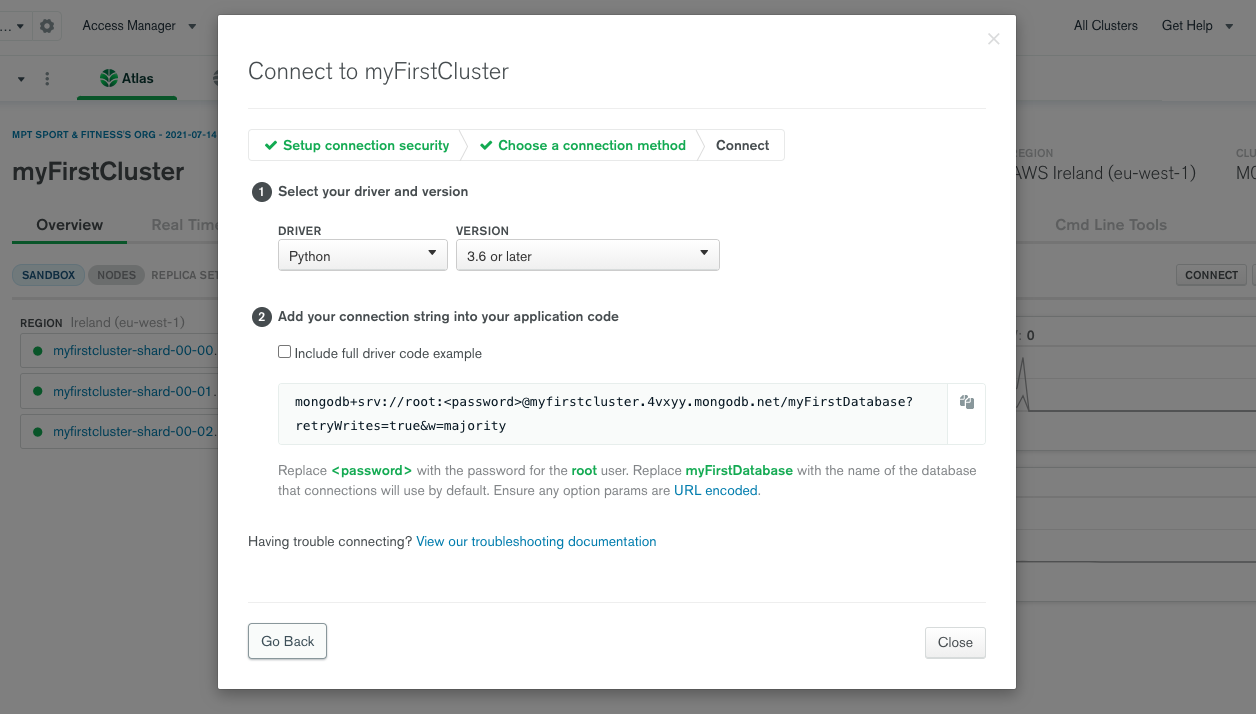 ... Access Manager All Clusters Get Help
Atlas
MPT SPORT & FITNESS'S ORG - 2021-07-14
myFirstCluster
REGION
AWS Ireland (eu-west-1)
Overview Real Time Cmd Line Tools
SANDBOX NODES REPLICA SET CONNECT
REGION Ireland (eu-west-1)
myfirstcluster-shard-00-00.
myfirstcluster-shard-00-01.
myfirstcluster-shard-00-02.
: 0
Connect to myFirstCluster
Setup connection security Choose a connection method Connect
1 Select your driver and version
DRIVER VERSION
Python 3.6 or later
2 Add your connection string into your application code
Include full driver code example
mongodb+srv://root:<password>@myfirstcluster.4vxyy.mongodb.net/myFirstDatabase?
retryWrites=true&w=majority
Replace <password> with the password for the root user. Replace myFirstDatabase with the name of the database
that connections will use by default. Ensure any option params are URL encoded.
Having trouble connecting? View our troubleshooting documentation
Go Back Close